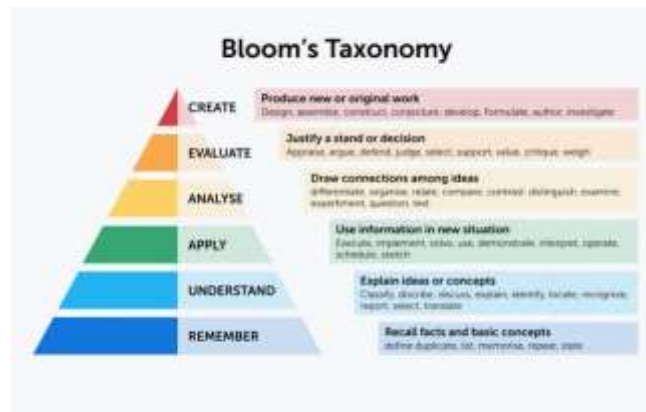 Bloom's Taxonomy
CREATE
Produce new or original work
Design, assemble, construct, conjecture, develop, formulate, author, investigate
EVALUATE
Justify a stand or decision
Appraise, argue, defend, judge, select, support, value, critique, weigh
ANALYSE
Draw connections among ideas
differentiate, organise, relate, compare, contrast, distinguish, examine,
experiment, question, test
APPLY
Use information in new situation
Execute, implement, solve, use, demonstrate, interpret, operate,
schedule, sketch
UNDERSTAND
Explain ideas or concepts
Classify, describe, discuss, explain, identify, locate, recognize,
report, select, translate
REMEMBER
Recall facts and basic concepts
define duplicate, list, memorise, repeat, state